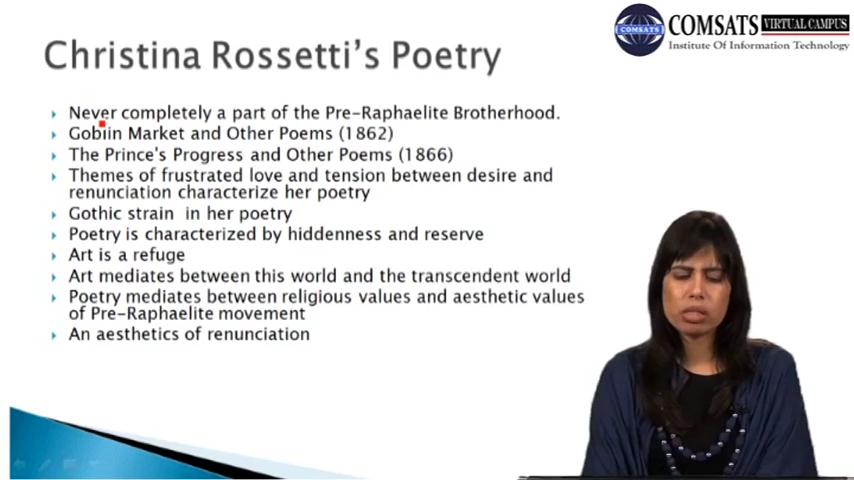 Christina Rossetti's Poetry
COMSATS
COMSATS VIRTUAL CAMPUS
Institute Of Information Technology
Never completely a part of the Pre-Raphaelite Brotherhood.
Goblin Market and Other Poems (1862)
The Prince's Progress and Other Poems (1866)
Themes of frustrated love and tension between desire and
renunciation characterize her poetry
Gothic strain in her poetry
Poetry is characterized by hiddenness and reserve
Art is a refuge
Art mediates between this world and the transcendent world
Poetry mediates between religious values and aesthetic values
of Pre-Raphaelite movement
An aesthetics of renunciation